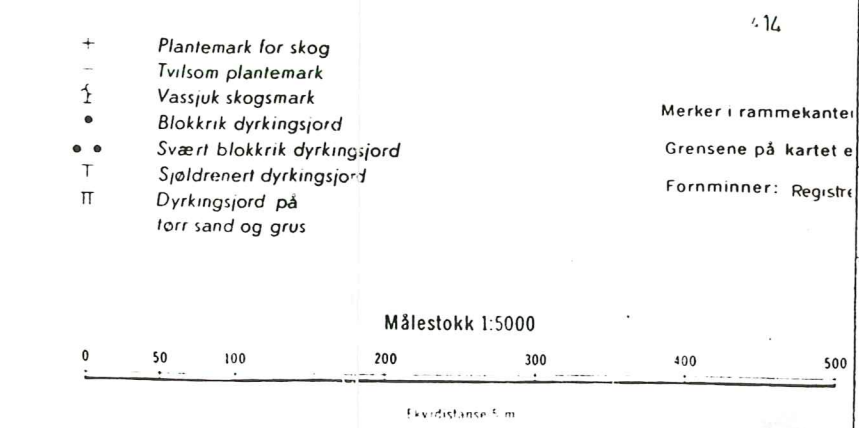 + Plantemark for skog
− Tvilsom plantemark
Vassjuk skogsmark
• Blokkrik dyrkingsjord
• • Svært blokkrik dyrkingsjord
T Sjøldrenert dyrkingsjord
TT Dyrkingsjord på
tørr sand og grus
14
Merker i rammekante
Grensene på kartet e
Fornminner: Registre
Målestokk 1:5000
0 50 100 200 300 400 500
Ekvidistanse 5 m